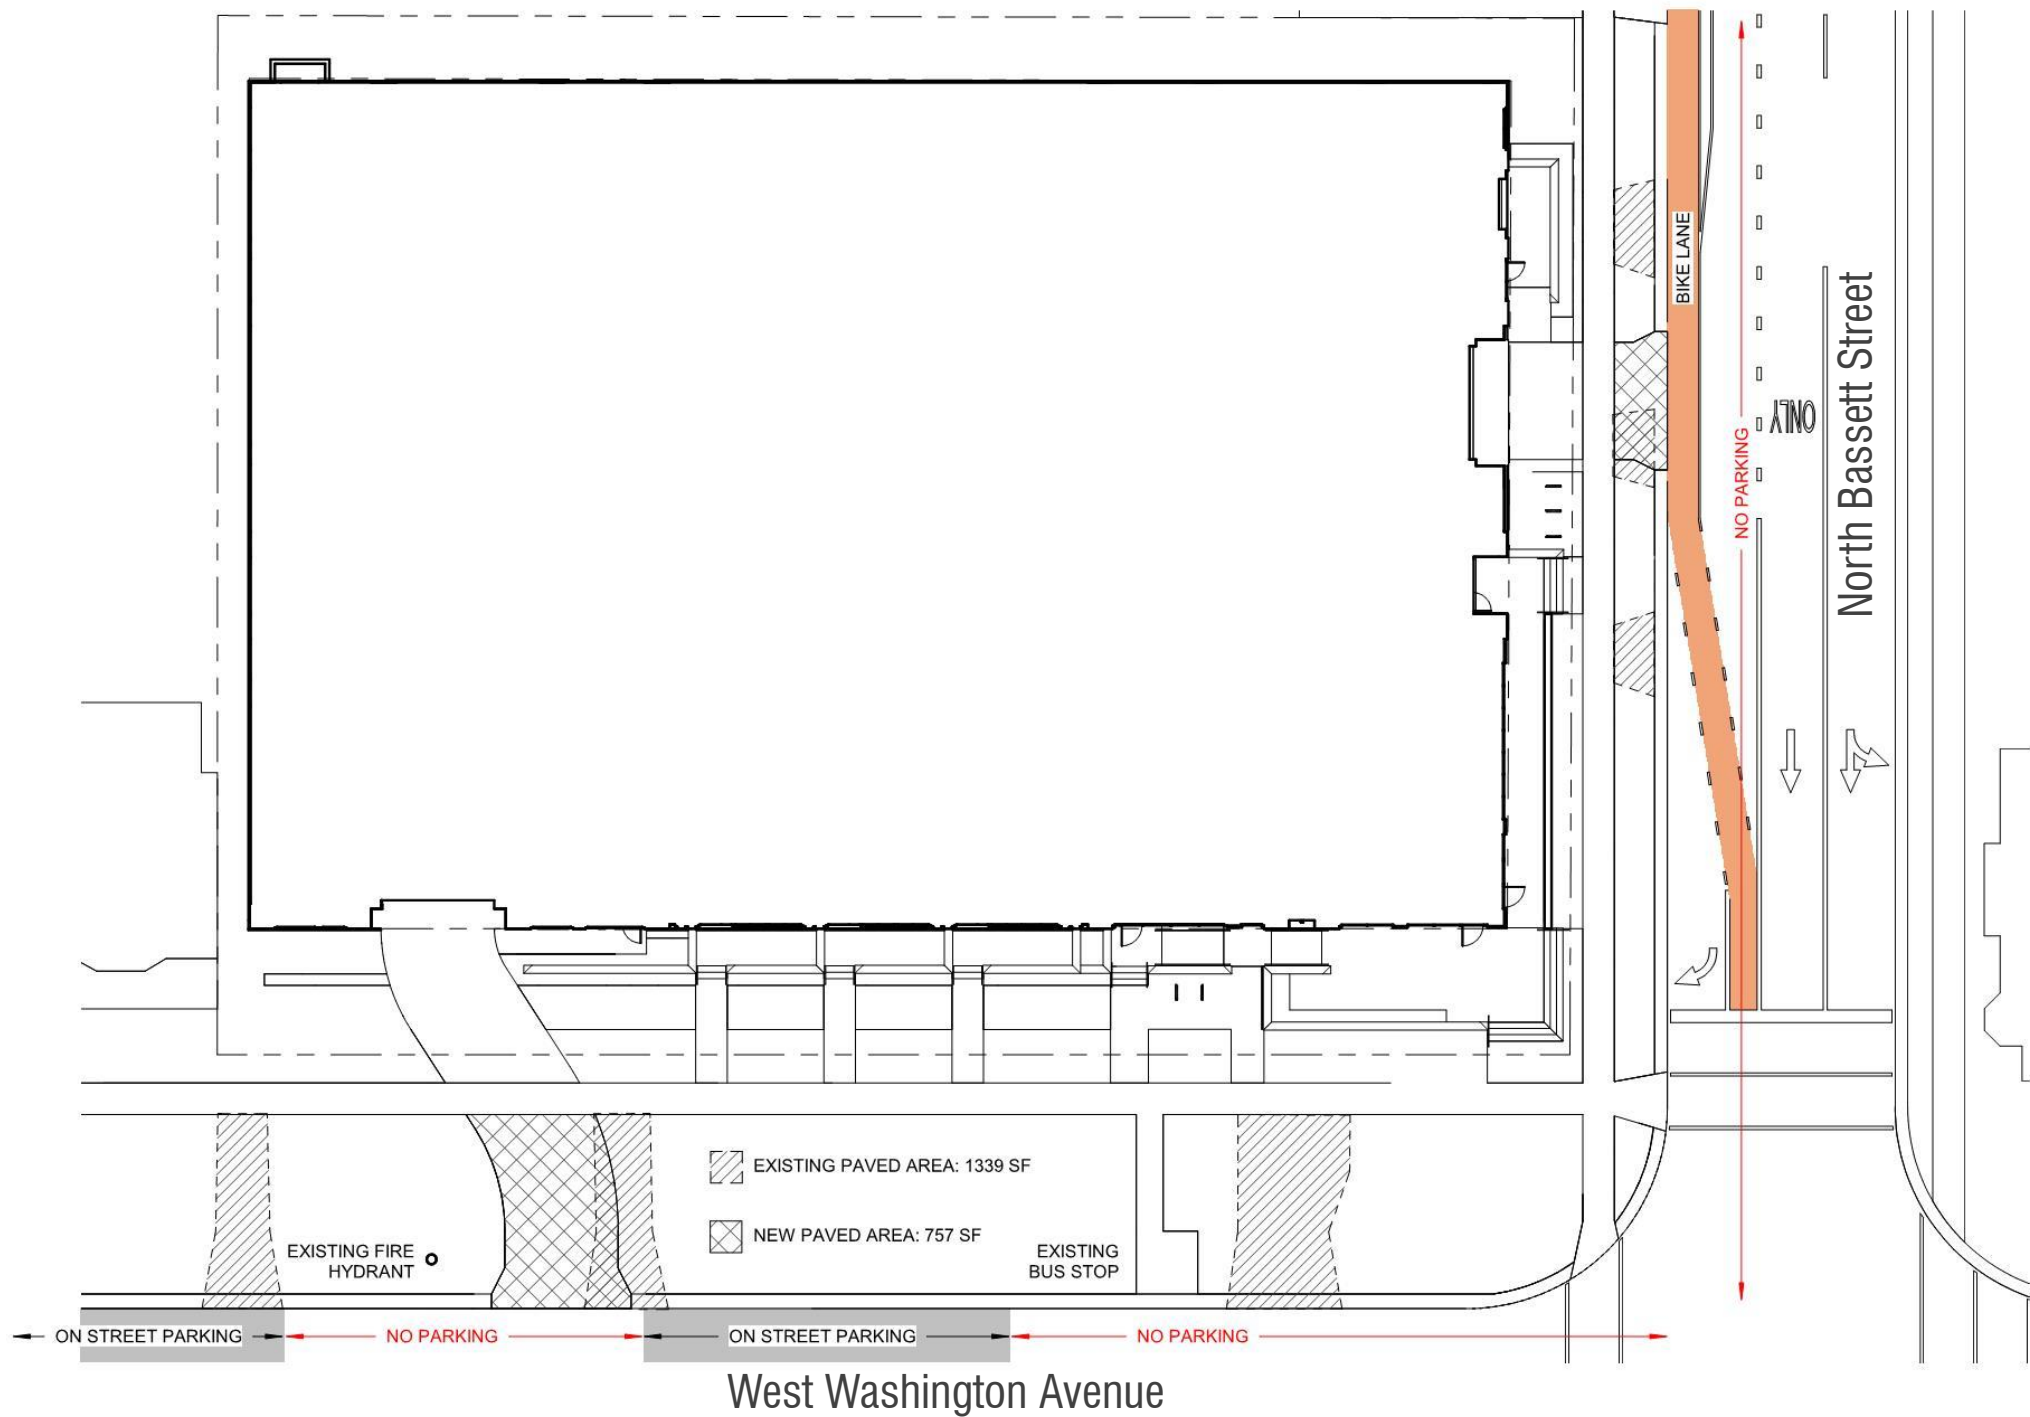 BIKE LANE
ONLY
NO PARKING
North Bassett Street
EXISTING PAVED AREA: 1339 SF
NEW PAVED AREA: 757 SF
EXISTING FIRE
HYDRANT
EXISTING
BUS STOP
ON STREET PARKING
NO PARKING
ON STREET PARKING
NO PARKING
West Washington Avenue